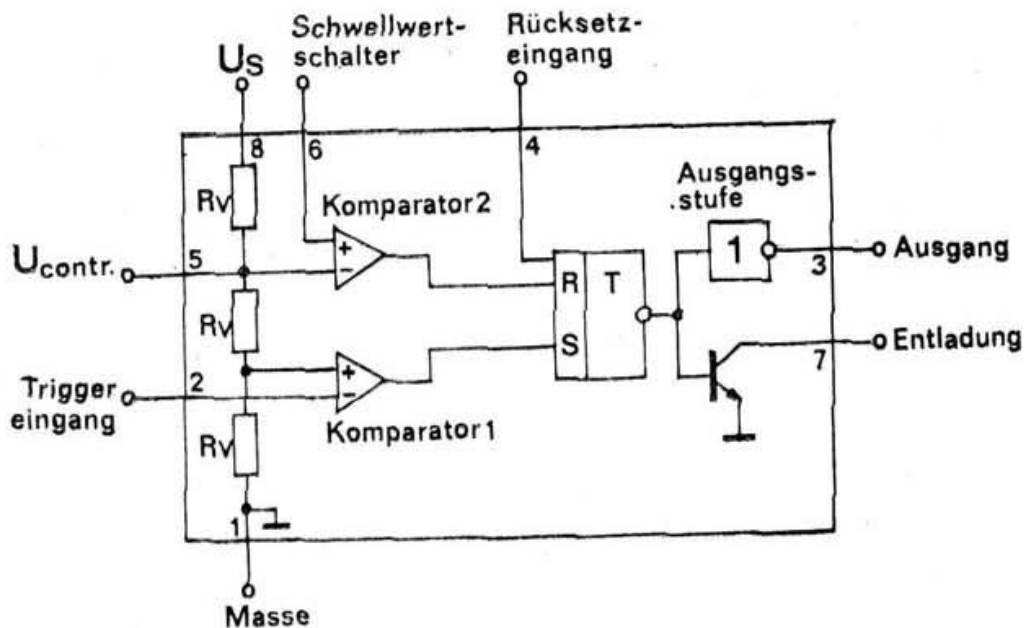 Schwellwert-
schalter
Rücksetz-
eingang
US
8
6
4
Ausgangs-
.stufe
RV
Komparator2
+
-
Ucontr.
5
R
T
1
3
Ausgang
RV
S
Entladung
7
Trigger
eingang
2
+
-
Komparator1
RV
1
Masse